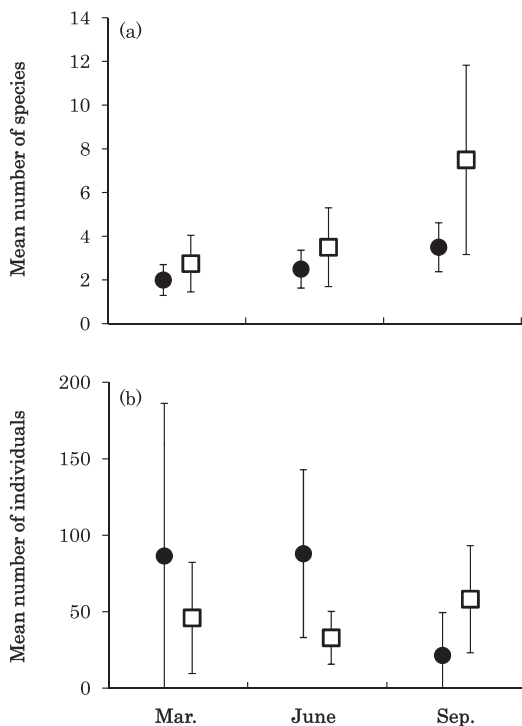 (a)
Mean number of species
14
12
10
8
6
4
2
0
(b)
Mean number of individuals
200
150
100
50
0
Mar. June Sep.